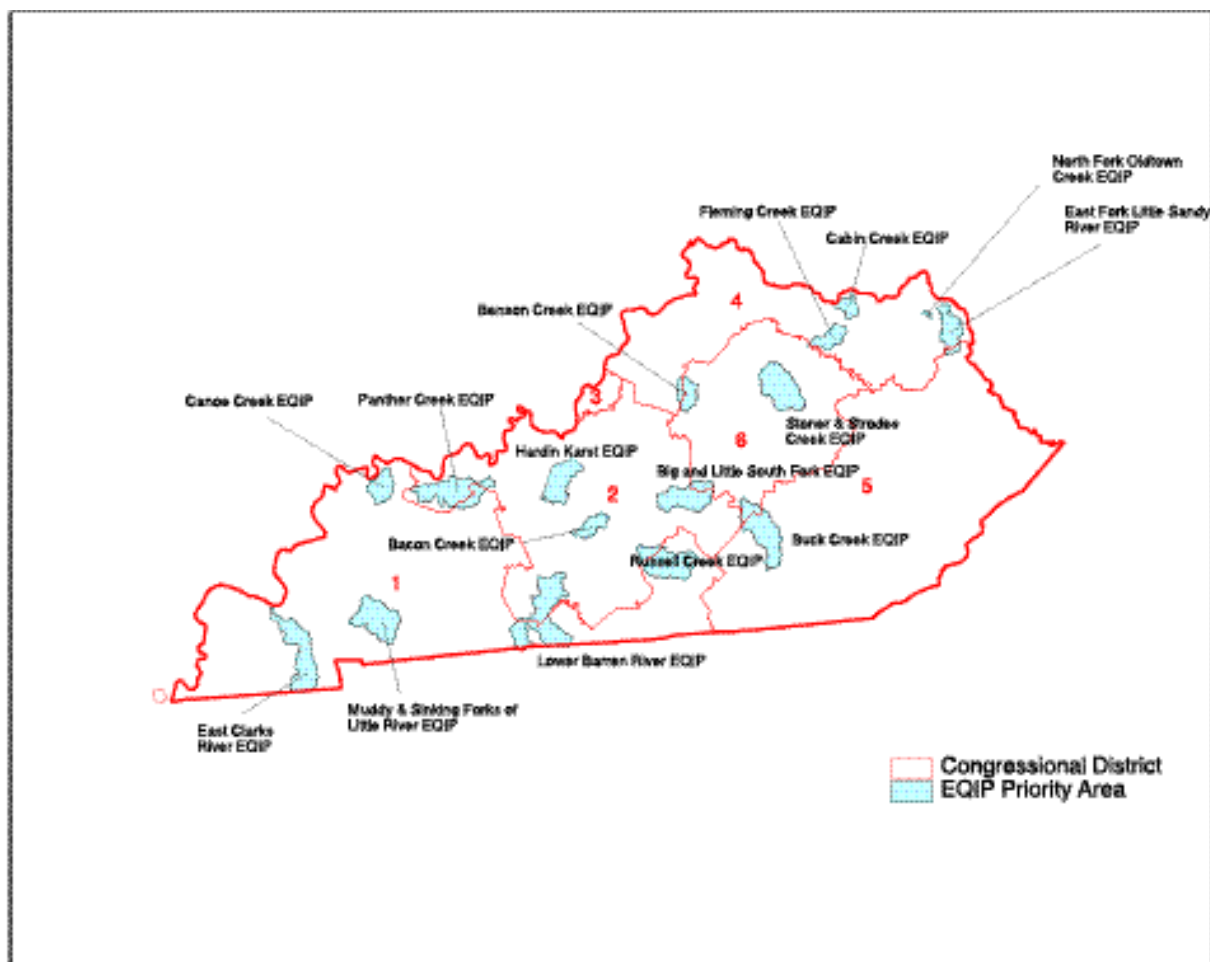 North Fork Oldtown
Creek EQIP
Fleming Creek EQIP
East Fork Little Sandy
River EQIP
Cabin Creek EQIP
4
Benson Creek EQIP
3
Canoe Creek EQIP
Panther Creek EQIP
Stoner & Strodes
Creek EQIP
6
Hardin Karst EQIP
Big and Little South Fork EQIP
5
2
Bacon Creek EQIP
Buck Creek EQIP
Russell Creek EQIP
1
Lower Barren River EQIP
Muddy & Sinking Forks of
Little River EQIP
East Clarks
River EQIP
Congressional District
EQIP Priority Area